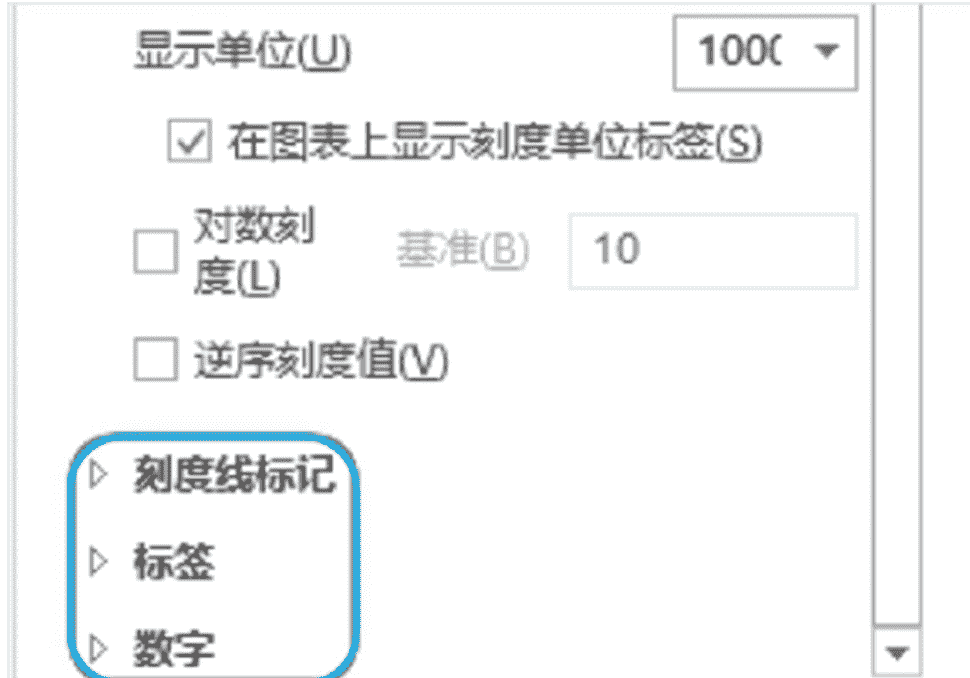 显示单位(U)
1000
在图表上显示刻度单位标签(S)
对数刻
度(L)
基准(B)
10
逆序刻度值(V)
刻度线标记
标签
数字